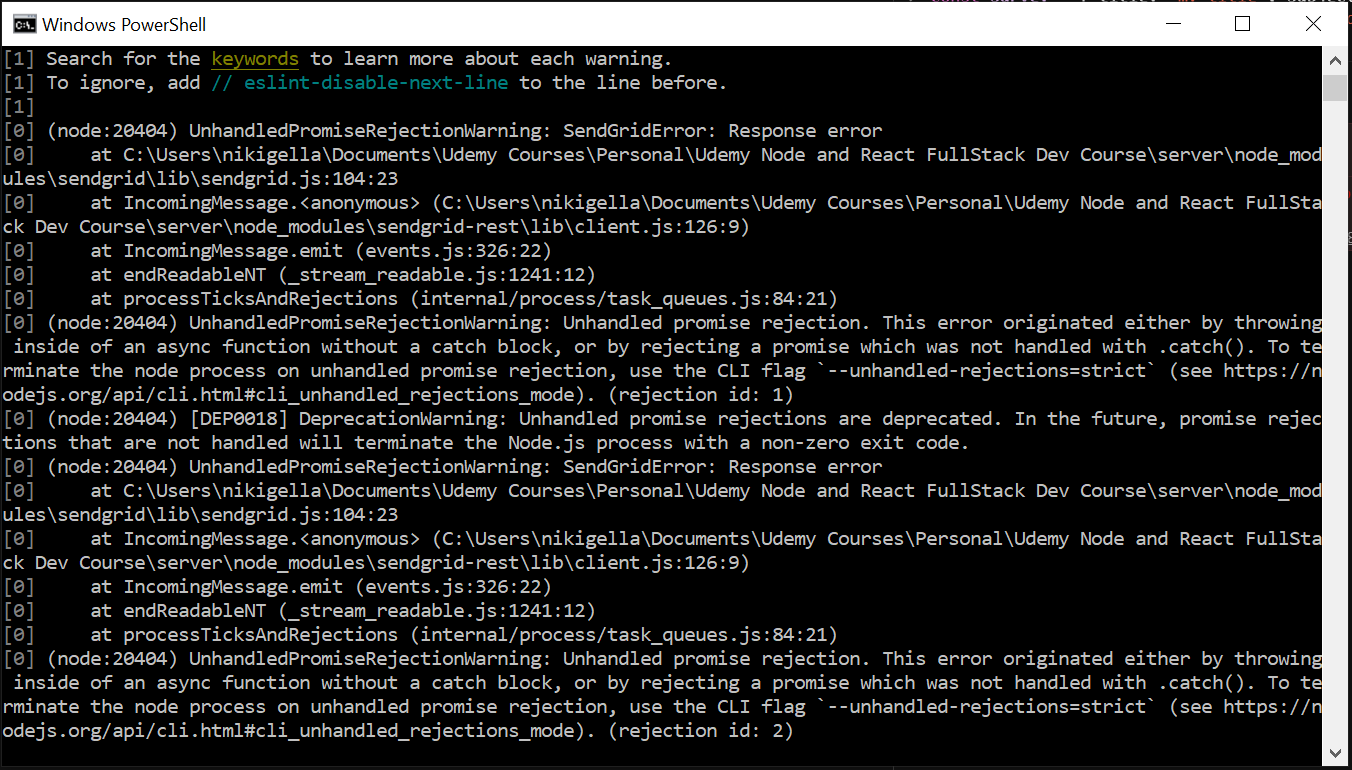 Windows PowerShell
[1] Search for the keywords to learn more about each warning.
[1] To ignore, add // eslint-disable-next-line to the line before.
[1]
[0] (node:20404) UnhandledPromiseRejectionWarning: SendGridError: Response error
[0]     at C:\Users\nikigella\Documents\Udemy Courses\Personal\Udemy Node and React FullStack Dev Course\server\node_mod
ules\sendgrid\lib\sendgrid.js:104:23
[0]     at IncomingMessage.<anonymous> (C:\Users\nikigella\Documents\Udemy Courses\Personal\Udemy Node and React FullSta
ck Dev Course\server\node_modules\sendgrid-rest\lib\client.js:126:9)
[0]     at IncomingMessage.emit (events.js:326:22)
[0]     at endReadableNT (_stream_readable.js:1241:12)
[0]     at processTicksAndRejections (internal/process/task_queues.js:84:21)
[0] (node:20404) UnhandledPromiseRejectionWarning: Unhandled promise rejection. This error originated either by throwing
 inside of an async function without a catch block, or by rejecting a promise which was not handled with .catch(). To te
rminate the node process on unhandled promise rejection, use the CLI flag `--unhandled-rejections=strict` (see https://n
odejs.org/api/cli.html#cli_unhandled_rejections_mode). (rejection id: 1)
[0] (node:20404) [DEP0018] DeprecationWarning: Unhandled promise rejections are deprecated. In the future, promise rejec
tions that are not handled will terminate the Node.js process with a non-zero exit code.
[0] (node:20404) UnhandledPromiseRejectionWarning: SendGridError: Response error
[0]     at C:\Users\nikigella\Documents\Udemy Courses\Personal\Udemy Node and React FullStack Dev Course\server\node_mod
ules\sendgrid\lib\sendgrid.js:104:23
[0]     at IncomingMessage.<anonymous> (C:\Users\nikigella\Documents\Udemy Courses\Personal\Udemy Node and React FullSta
ck Dev Course\server\node_modules\sendgrid-rest\lib\client.js:126:9)
[0]     at IncomingMessage.emit (events.js:326:22)
[0]     at endReadableNT (_stream_readable.js:1241:12)
[0]     at processTicksAndRejections (internal/process/task_queues.js:84:21)
[0] (node:20404) UnhandledPromiseRejectionWarning: Unhandled promise rejection. This error originated either by throwing
 inside of an async function without a catch block, or by rejecting a promise which was not handled with .catch(). To te
rminate the node process on unhandled promise rejection, use the CLI flag `--unhandled-rejections=strict` (see https://n
odejs.org/api/cli.html#cli_unhandled_rejections_mode). (rejection id: 2)